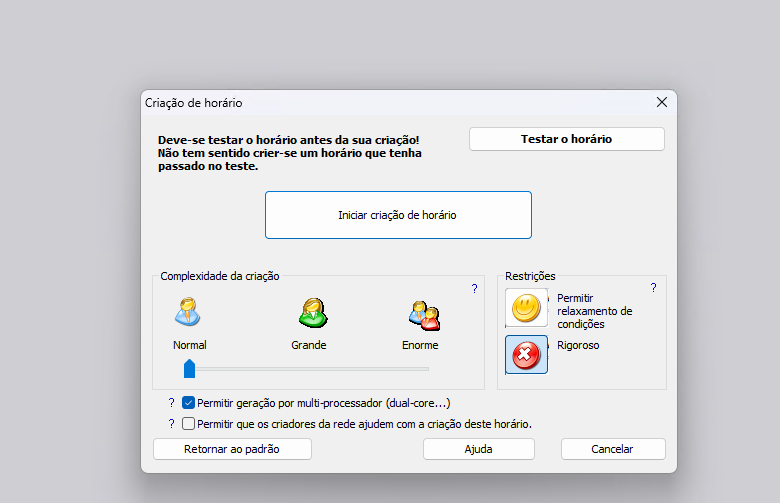 Criação de horário
Deve-se testar o horário antes da sua criação!
Não tem sentido crier-se um horário que tenha
passado no teste.
Testar o horário
Iniciar criação de horário
Complexidade da criação
?
Normal
Grande
Enorme
Restrições
?
Permitir
relaxamento de
condições
Rigoroso
? Permitir geração por multi-processador (dual-core...)
? Permitir que os criadores da rede ajudem com a criação deste horário.
Retornar ao padrão
Ajuda
Cancelar